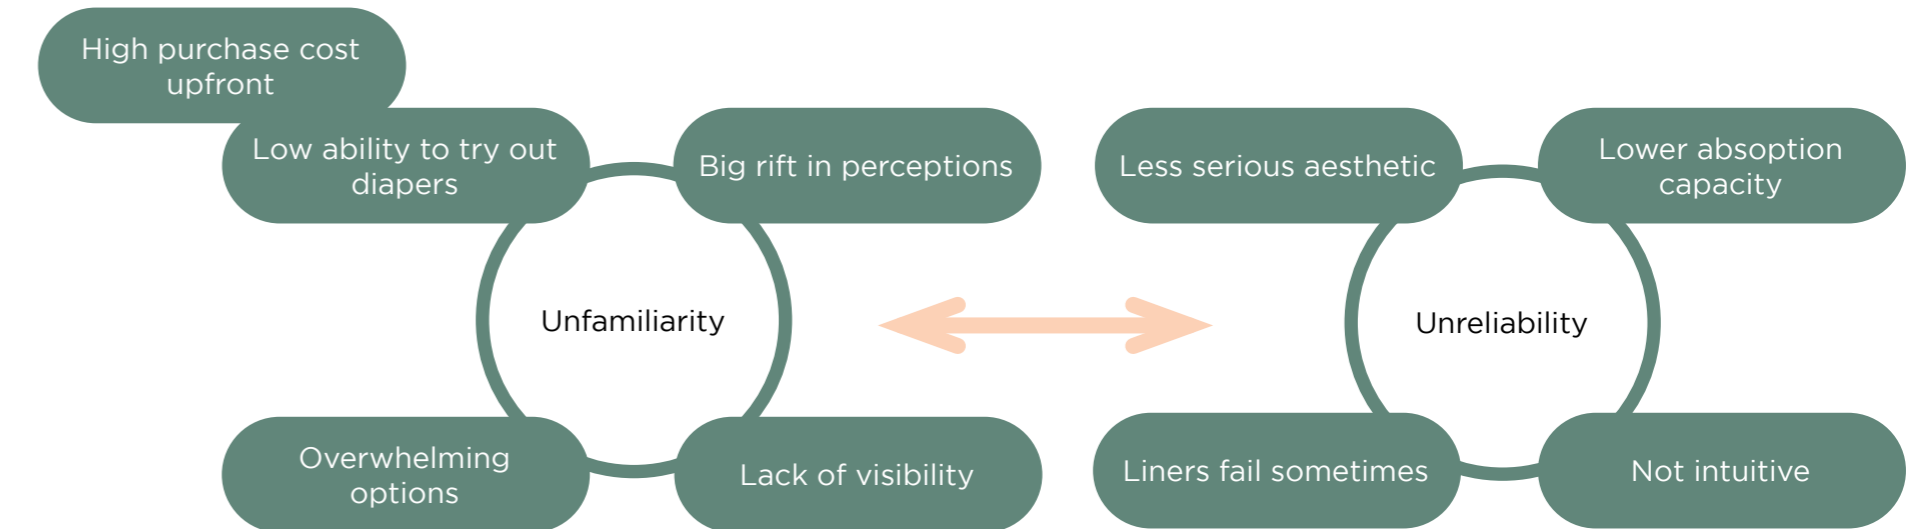 High purchase cost
upfront
Low ability to try out
diapers
Big rift in perceptions
Unfamiliarity
Overwhelming
options
Lack of visibility
Less serious aesthetic
Lower absoption
capacity
Unreliability
Liners fail sometimes
Not intuitive